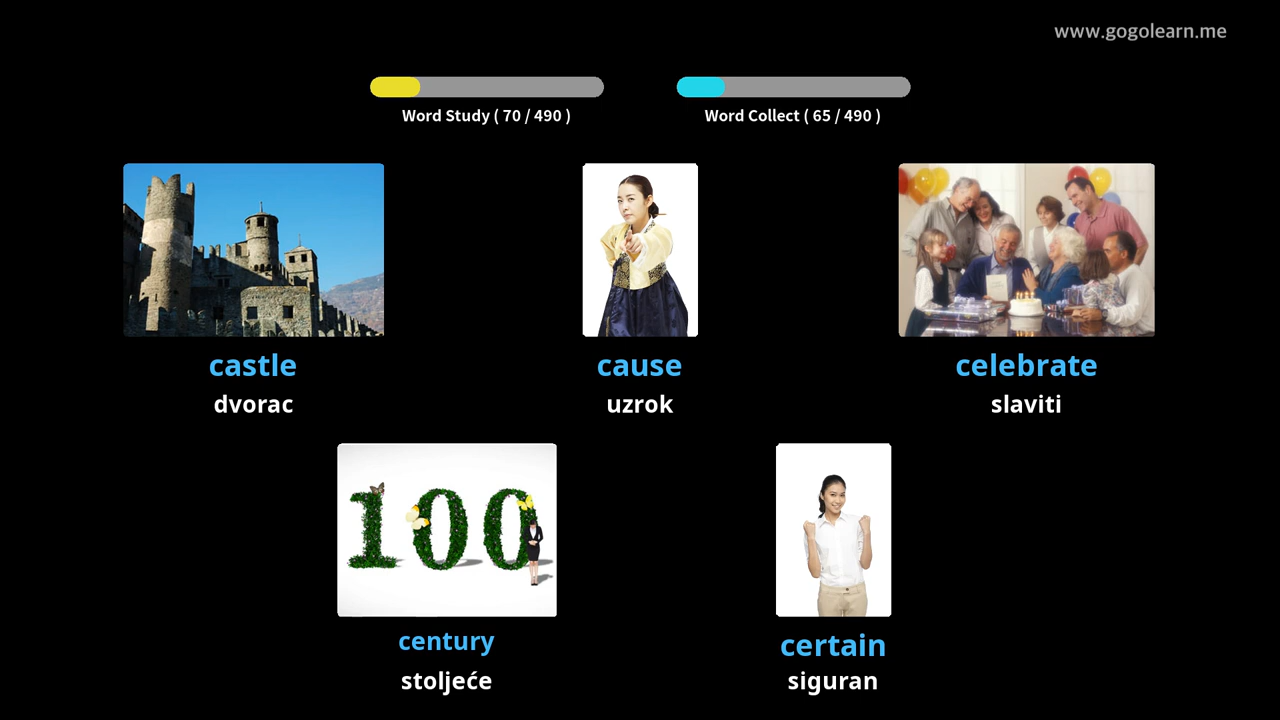 www.gogolearn.me
Word Study ( 70 / 490 )
Word Collect ( 65 / 490 )
castle
dvorac
cause
uzrok
celebrate
slaviti
100
century
stoljeće
certain
siguran